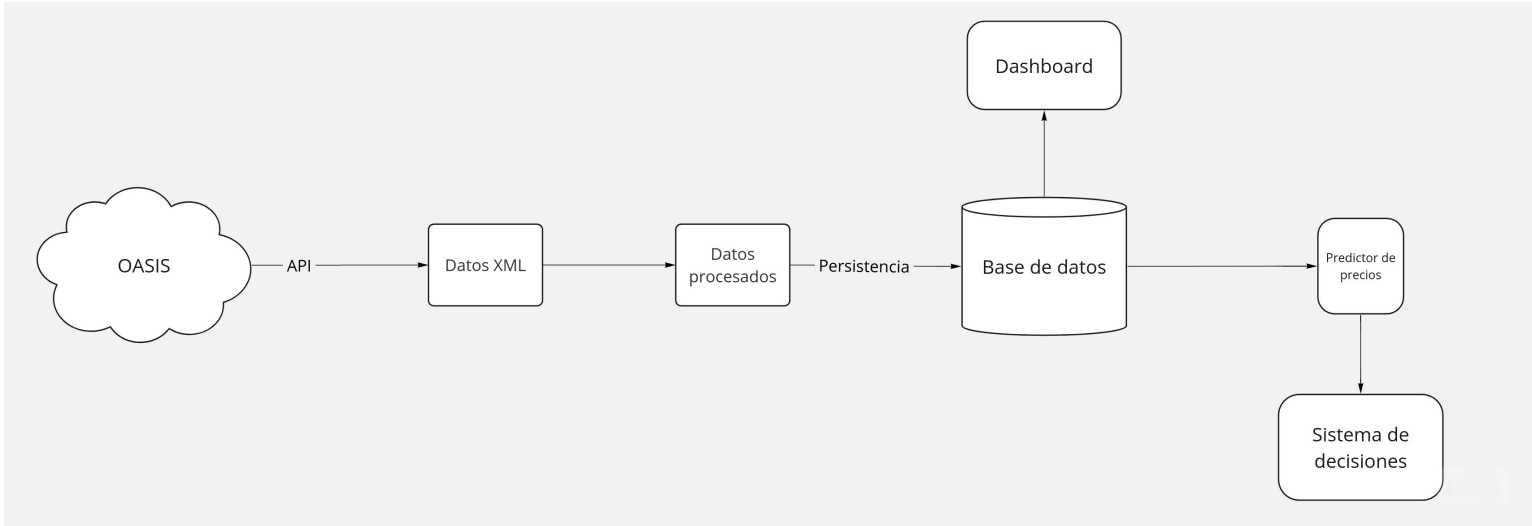 Dashboard
OASIS
API
Datos XML
Datos
procesados
Persistencia
Base de datos
Predictor de
precios
Sistema de
decisiones